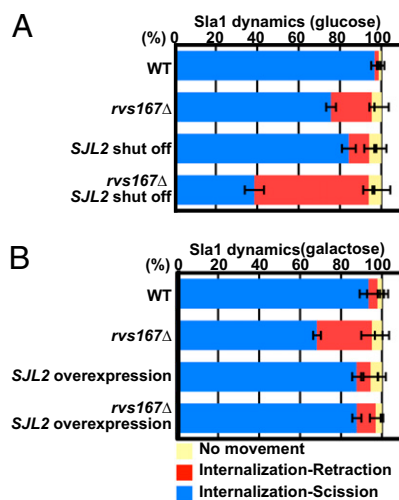 A
Sla1 dynamics (glucose)
(%) 0 20 40 60 80 100
WT
rvs167Δ
SJL2 shut off
rvs167Δ
SJL2 shut off
B
Sla1 dynamics(galactose)
(%) 0 20 40 60 80 100
WT
rvs167Δ
SJL2 overexpression
rvs167Δ
SJL2 overexpression
No movement
Internalization-Retraction
Internalization-Scission